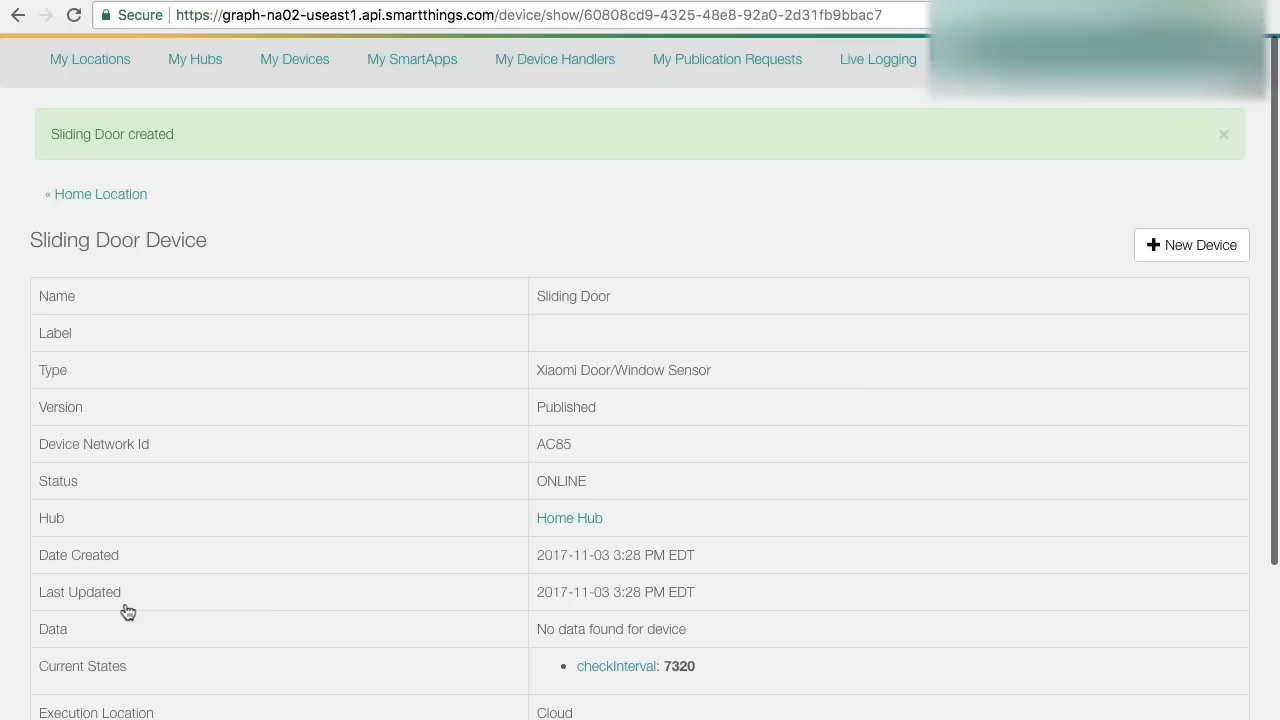 Secure https://graph-na02-useast1.api.smartthings.com/device/show/60808cd9-4325-48e8-92a0-2d31fb9bbac7
My Locations My Hubs My Devices My SmartApps My Device Handlers My Publication Requests Live Logging
Sliding Door created ×
« Home Location
Sliding Door Device
+ New Device
Name Sliding Door
Label
Type Xiaomi Door/Window Sensor
Version Published
Device Network Id AC85
Status ONLINE
Hub Home Hub
Date Created 2017-11-03 3:28 PM EDT
Last Updated 2017-11-03 3:28 PM EDT
Data No data found for device
Current States • checkInterval: 7320
Execution Location Cloud